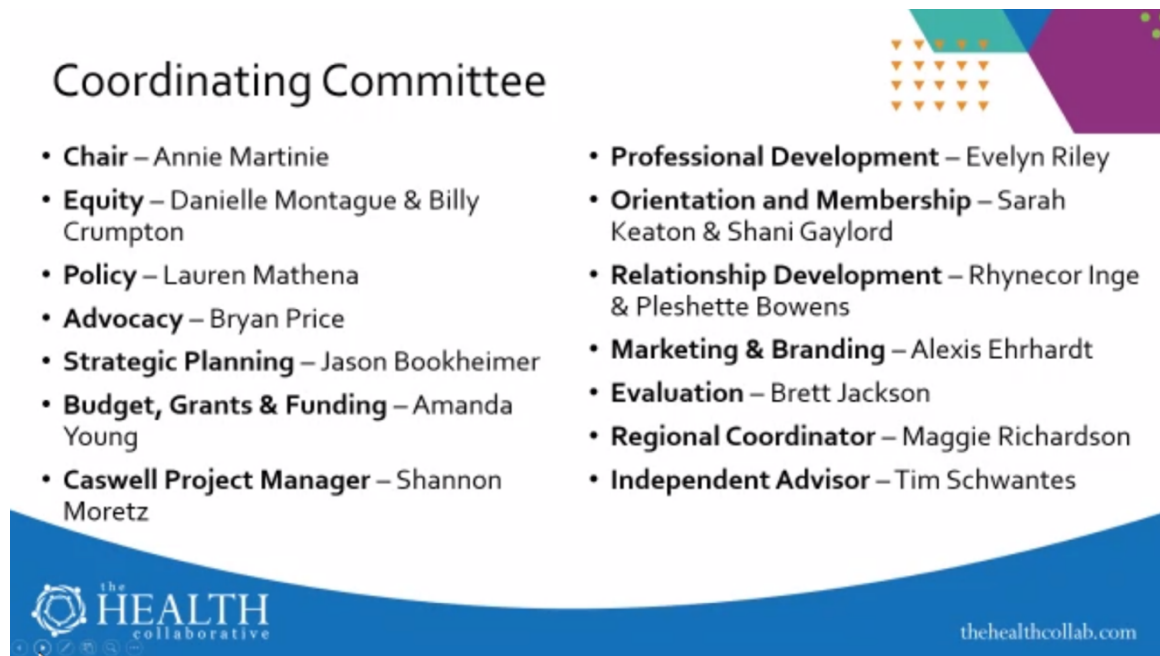 Coordinating Committee
• Chair – Annie Martinie
• Equity – Danielle Montague & Billy
Crumpton
• Policy – Lauren Mathena
• Advocacy – Bryan Price
• Strategic Planning – Jason Bookheimer
• Budget, Grants & Funding – Amanda
Young
• Caswell Project Manager – Shannon
Moretz
• Professional Development – Evelyn Riley
• Orientation and Membership – Sarah
Keaton & Shani Gaylord
• Relationship Development – Rhynecor Inge
& Pleshette Bowens
• Marketing & Branding – Alexis Ehrhardt
• Evaluation – Brett Jackson
• Regional Coordinator – Maggie Richardson
• Independent Advisor – Tim Schwantes
the
HEALTH
collaborative
thehealthcollab.com